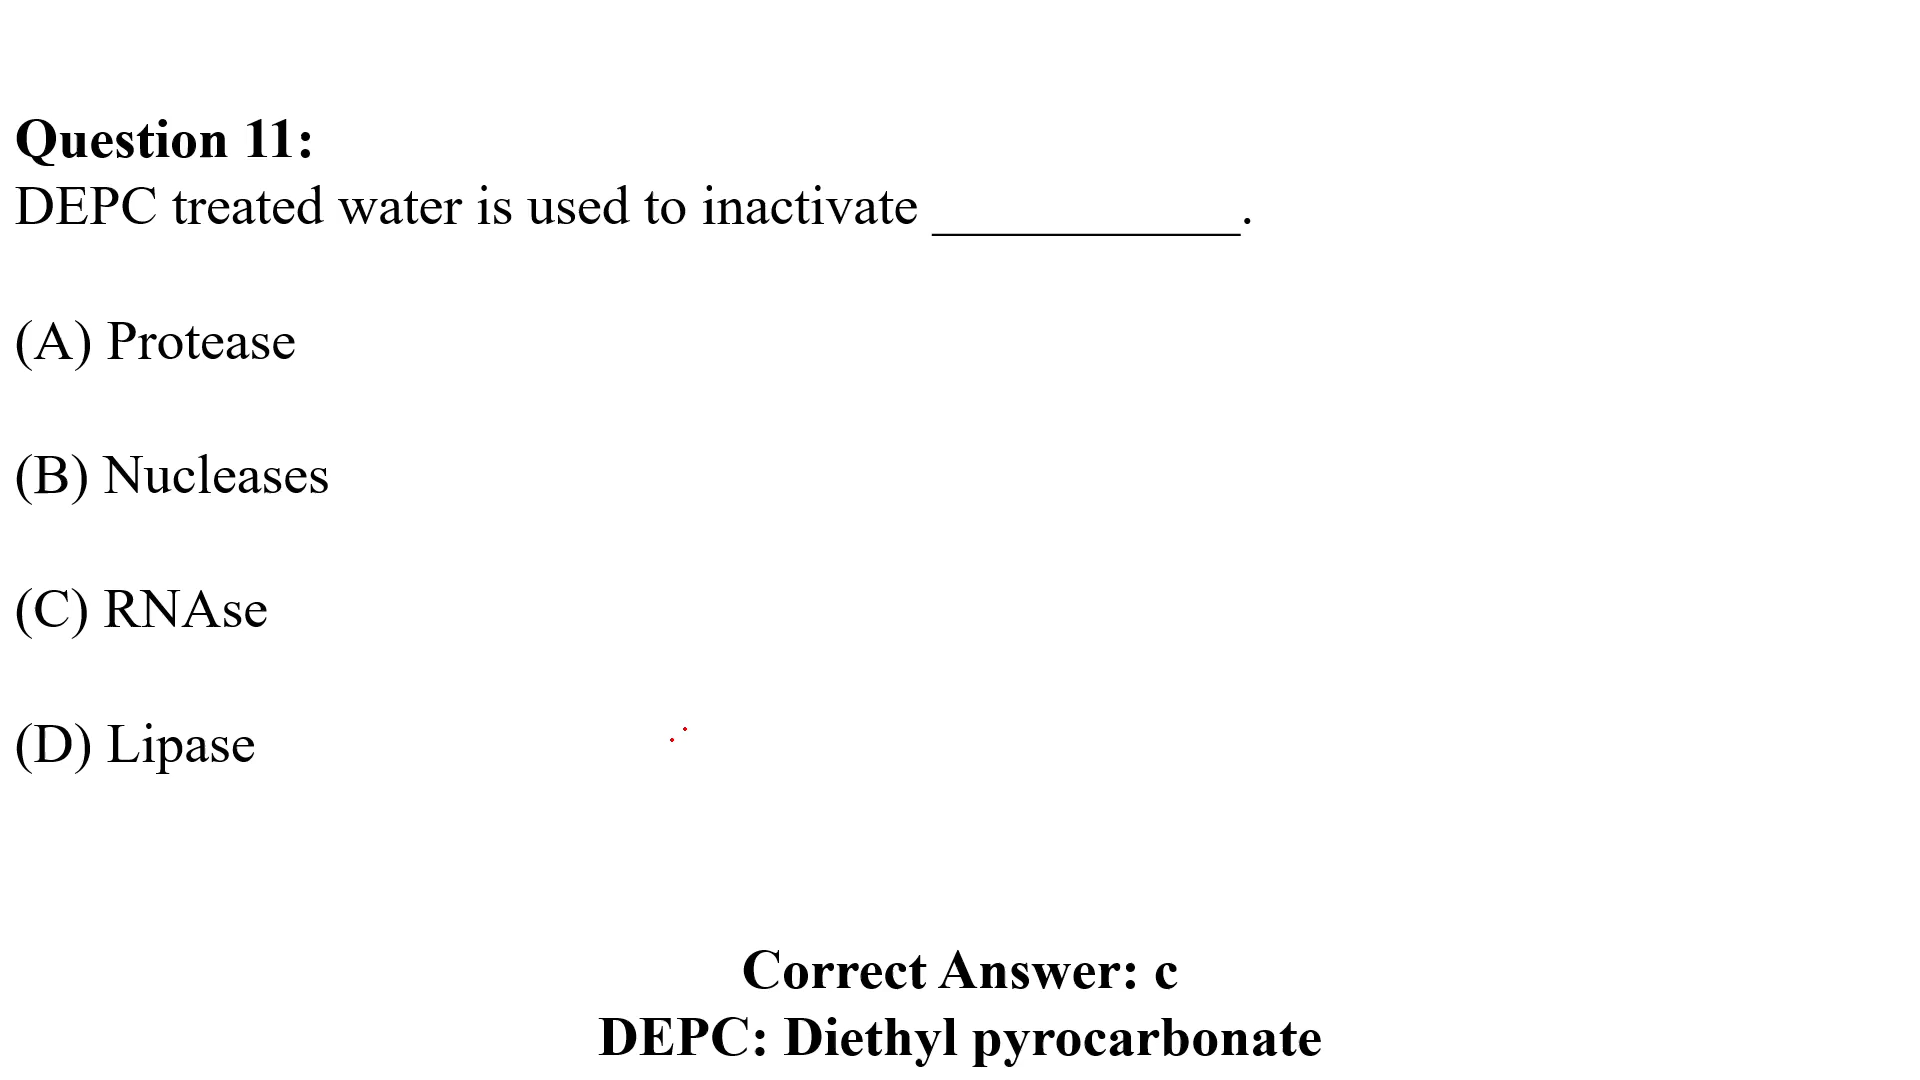 Question 11:
DEPC treated water is used to inactivate ___________.
(A) Protease
(B) Nucleases
(C) RNAse
(D) Lipase
Correct Answer: c
DEPC: Diethyl pyrocarbonate